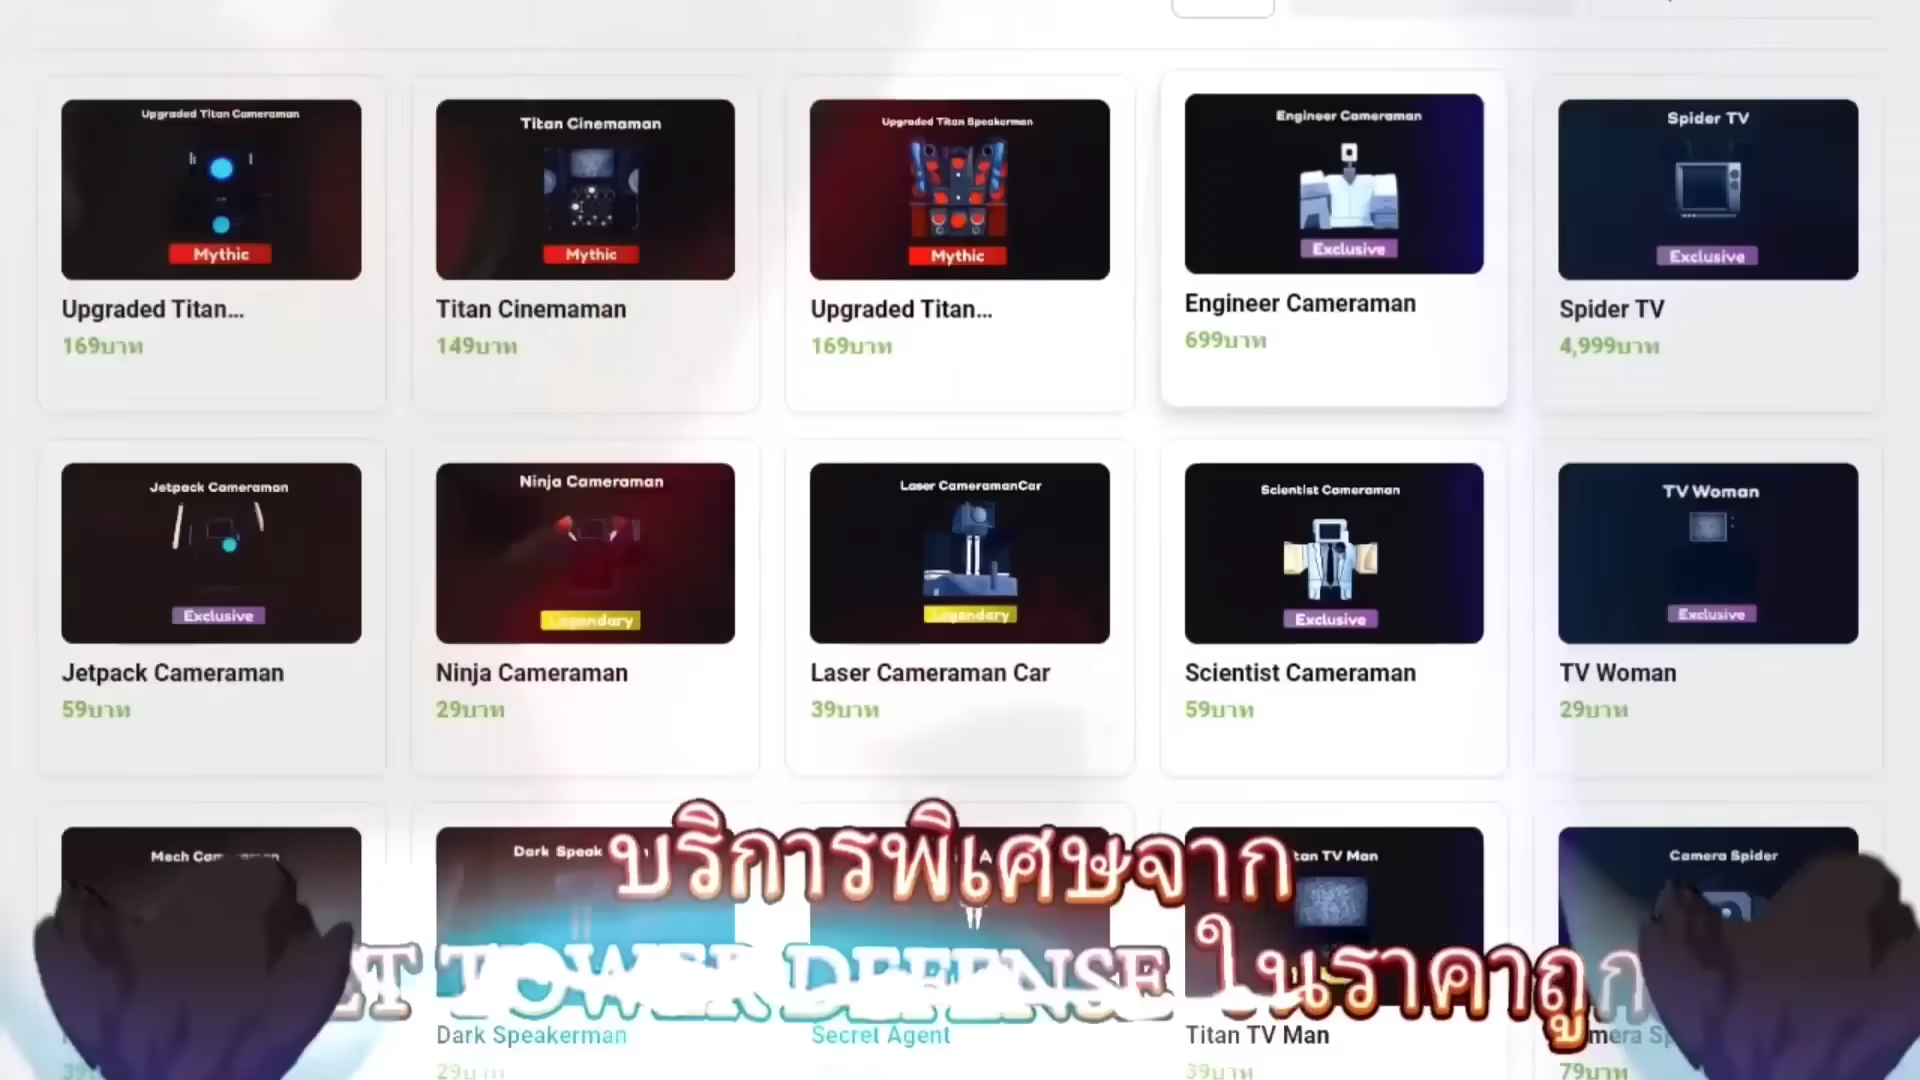 Upgraded Titan Cameraman
Mythic
Upgraded Titan...
169บาท
Titan Cinemaman
Mythic
Titan Cinemaman
149บาท
Upgraded Titan Speakerman
Mythic
Upgraded Titan...
169บาท
Engineer Cameraman
Exclusive
Engineer Cameraman
699บาท
Spider TV
Exclusive
Spider TV
4,999บาท
Jetpack Cameraman
Exclusive
Jetpack Cameraman
59บาท
Ninja Cameraman
Legendary
Ninja Cameraman
29บาท
Laser CameramanCar
Legendary
Laser Cameraman Car
39บาท
Scientist Cameraman
Exclusive
Scientist Cameraman
59บาท
TV Woman
Exclusive
TV Woman
29บาท
Dark
Dark Speakerman
Secret Agent
TV Man
Titan TV Man
39บาท
Camera Spider
79บาท
บริการพิเศษจาก
TOWER DEFENSE ในราคาถูก